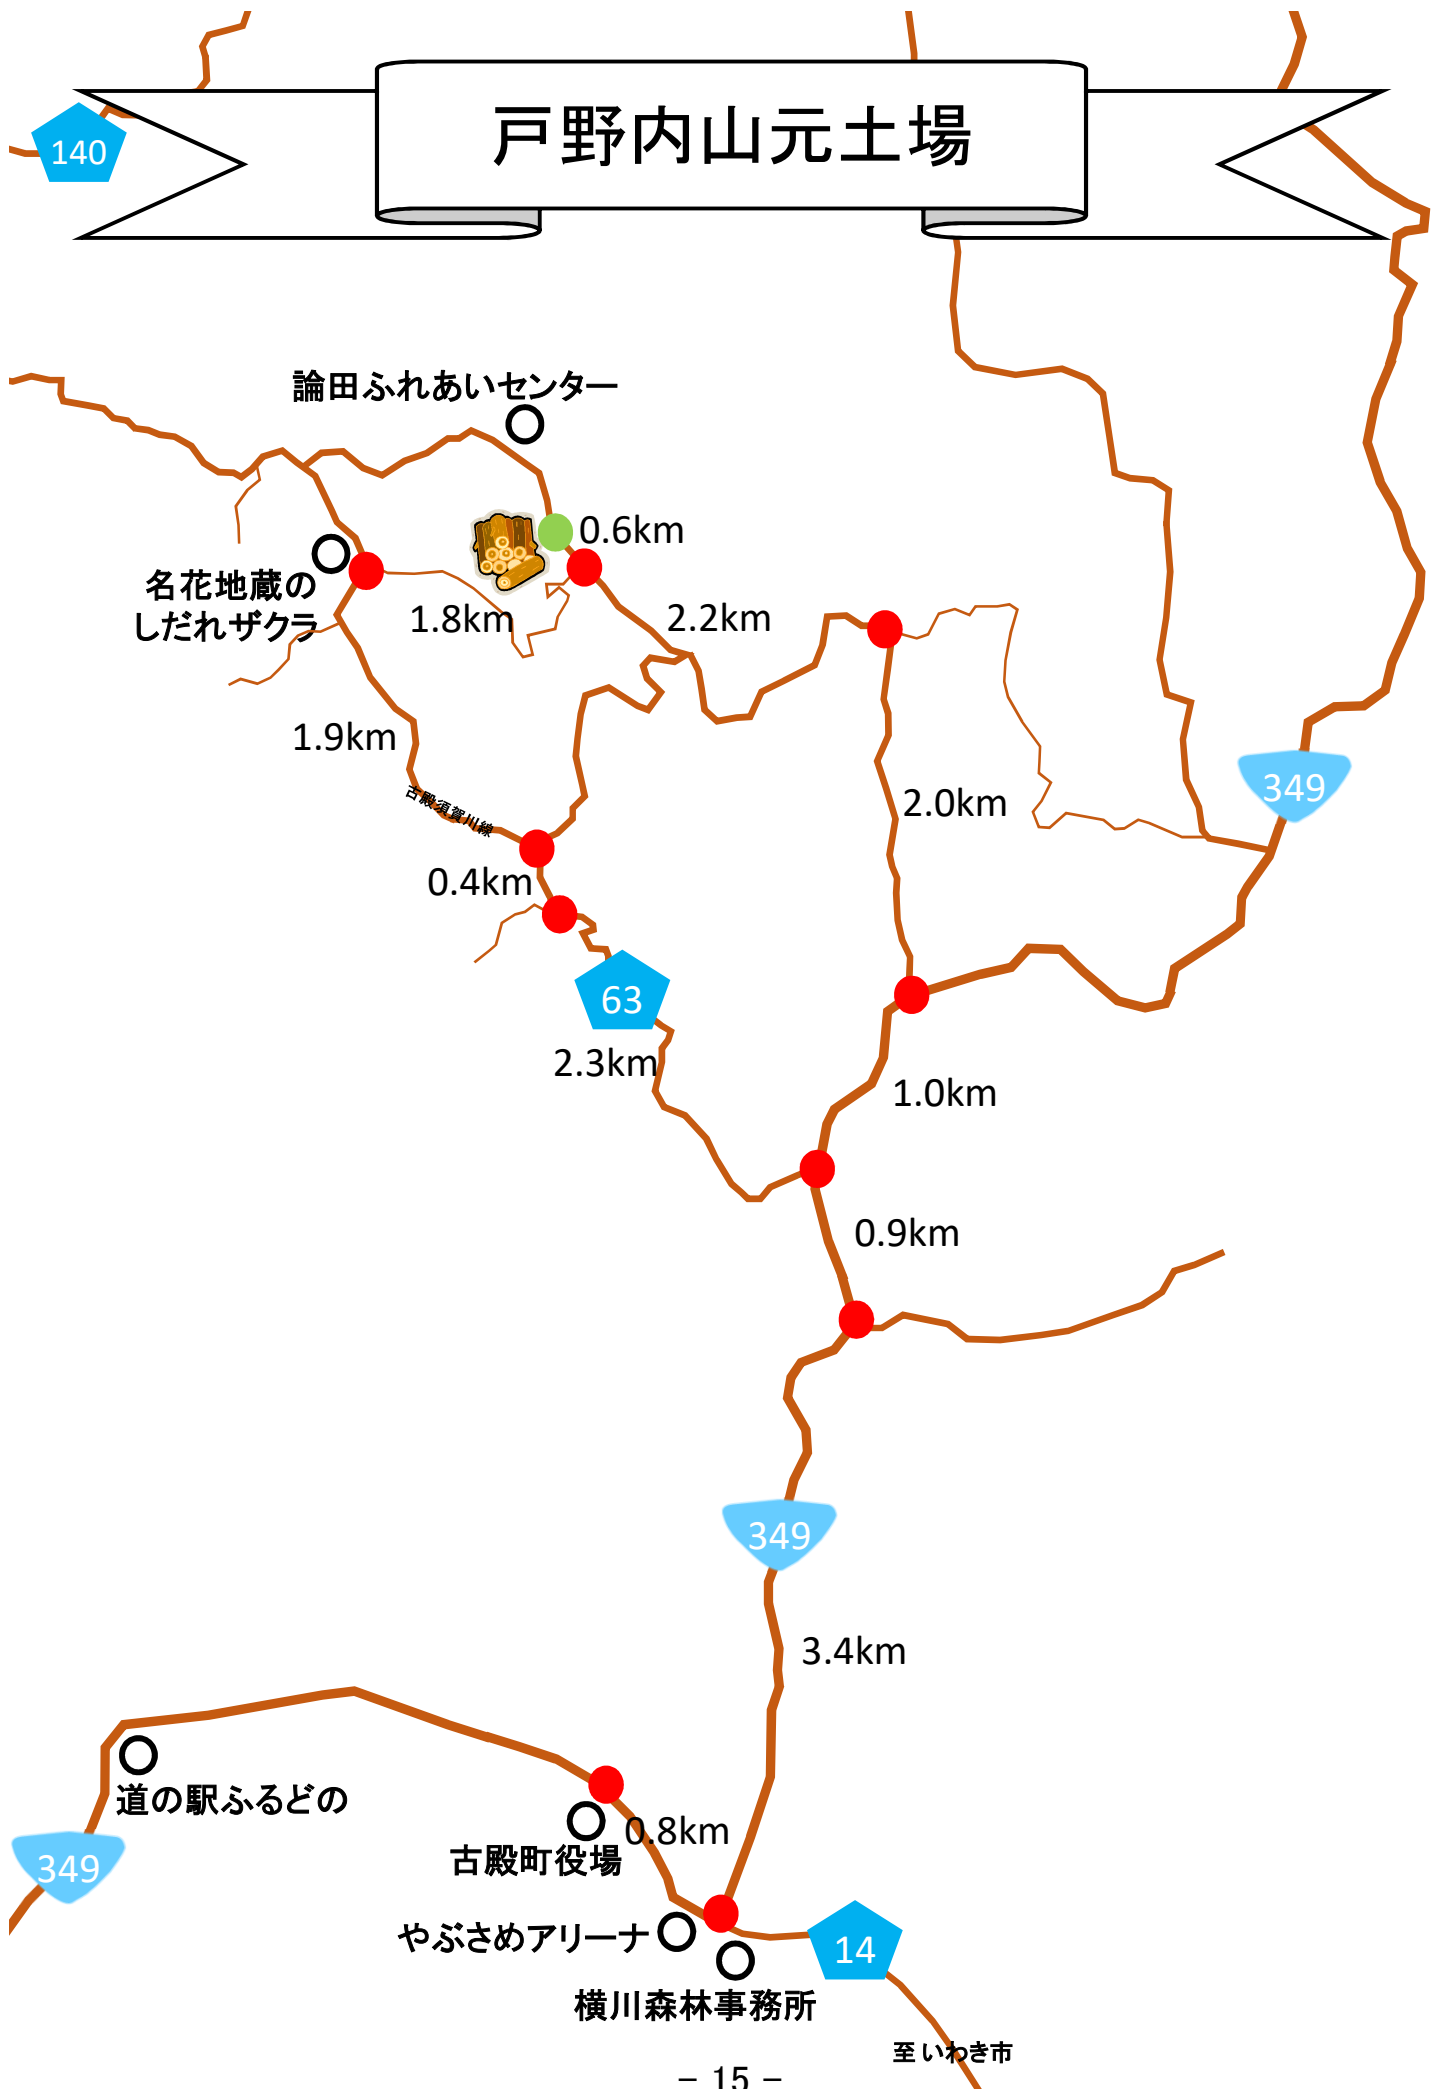 戸野内山元土場
140
論田ふれあいセンター
0.6km
名花地蔵の
しだれザクラ
1.8km
2.2km
1.9km
349
古殿須賀川線
2.0km
0.4km
63
2.3km
1.0km
0.9km
349
3.4km
道の駅ふるどの
0.8km
古殿町役場
349
やぶさめアリーナ
14
横川森林事務所
至 いわき市
- 15 -